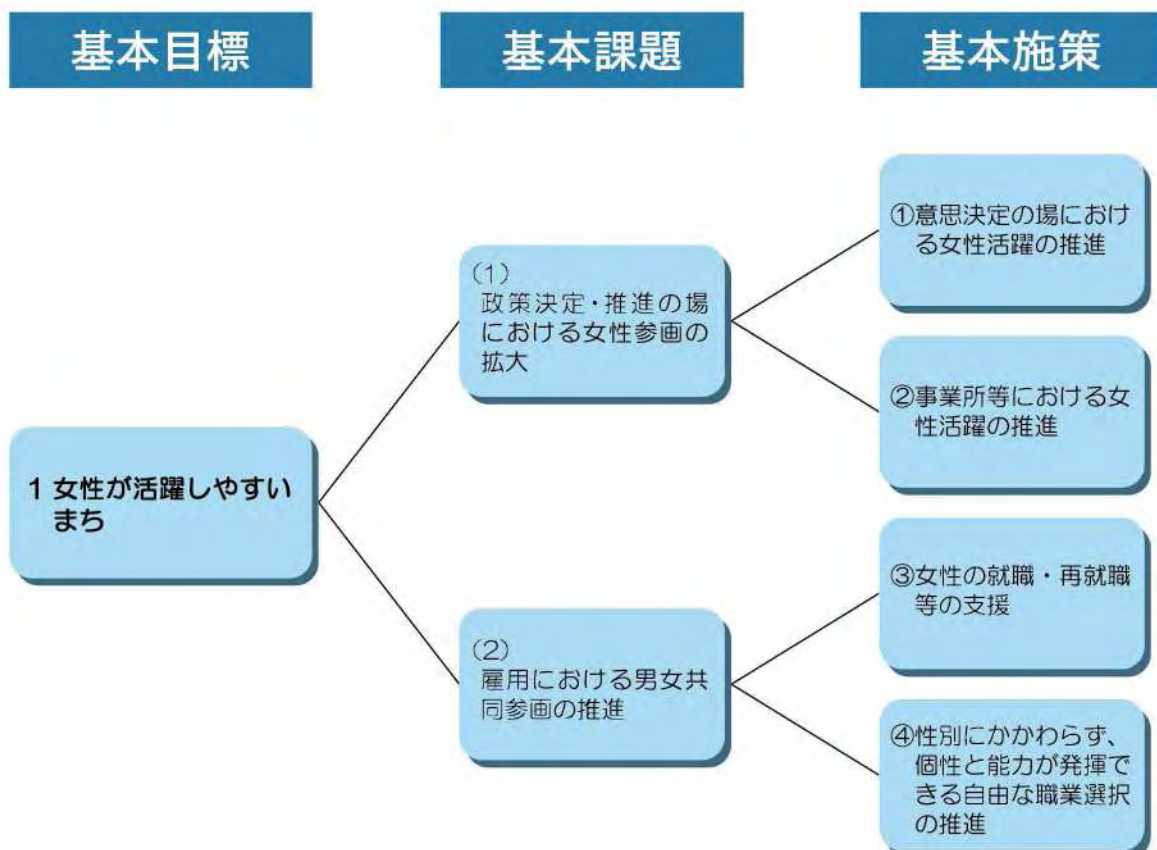 基本目標
基本課題
基本施策
1 女性が活躍しやすい
まち
(1)
政策決定・推進の場
における女性参画の
拡大
(2)
雇用における男女共
同参画の推進
①意思決定の場におけ
る女性活躍の推進
②事業所等における女
性活躍の推進
③女性の就職・再就職
等の支援
④性別にかかわらず、
個性と能力が発揮で
きる自由な職業選択
の推進